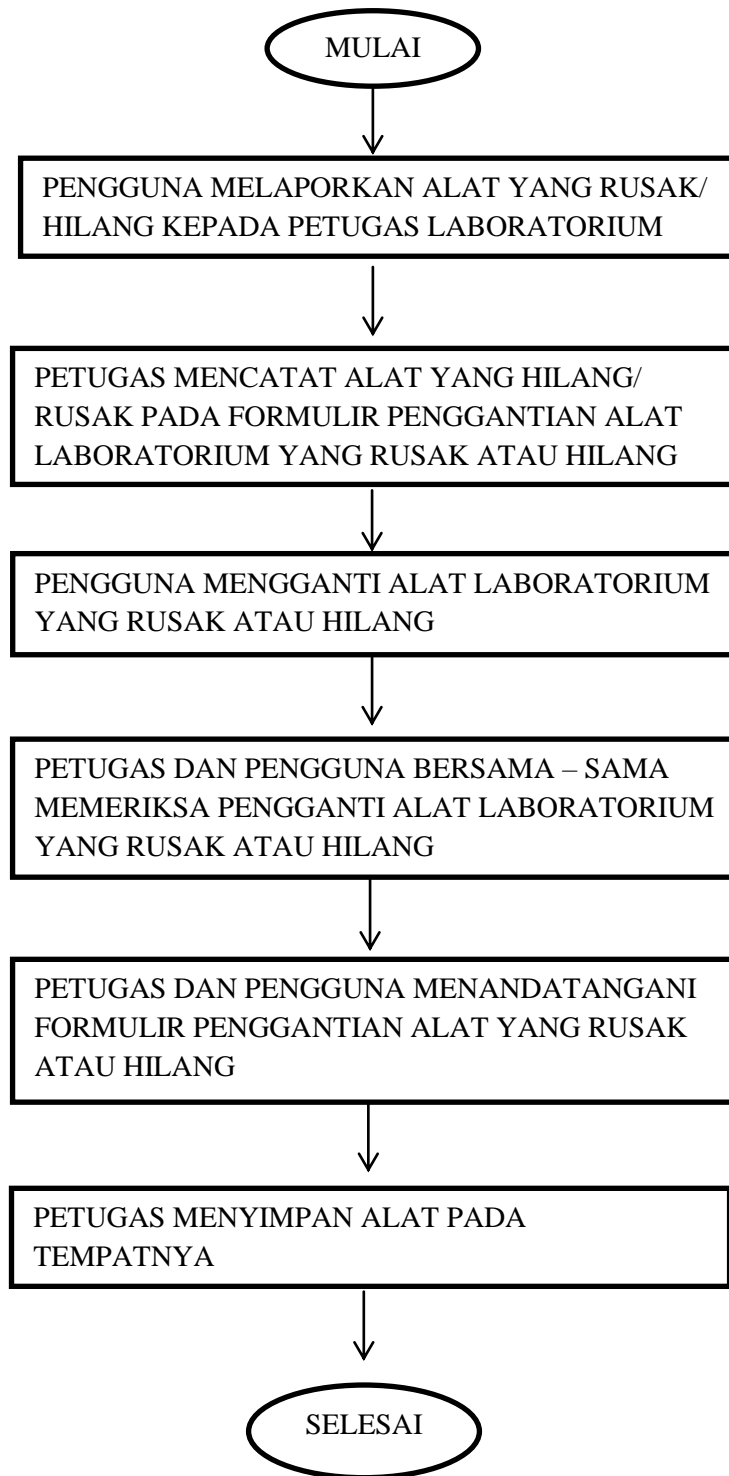 MULAI
PENGGUNA MELAPORKAN ALAT YANG RUSAK/
HILANG KEPADA PETUGAS LABORATORIUM
PETUGAS MENCATAT ALAT YANG HILANG/
RUSAK PADA FORMULIR PENGGANTIAN ALAT
LABORATORIUM YANG RUSAK ATAU HILANG
PENGGUNA MENGGANTI ALAT LABORATORIUM
YANG RUSAK ATAU HILANG
PETUGAS DAN PENGGUNA BERSAMA – SAMA
MEMERIKSA PENGGANTI ALAT LABORATORIUM
YANG RUSAK ATAU HILANG
PETUGAS DAN PENGGUNA MENANDATANGANI
FORMULIR PENGGANTIAN ALAT YANG RUSAK
ATAU HILANG
PETUGAS MENYIMPAN ALAT PADA
TEMPATNYA
SELESAI